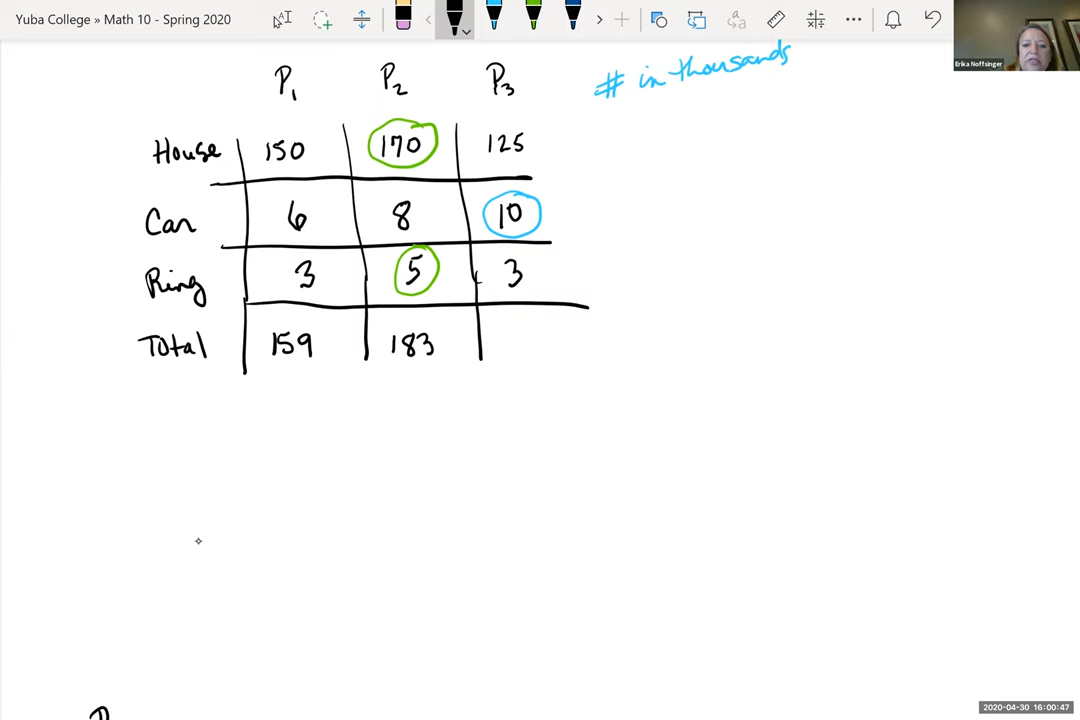 Yuba College » Math 10 - Spring 2020
Erika Noffsinger
P1 P2 P3 # in thousands
House 150 170 125
Car 6 8 10
Ring 3 5 3
Total 159 183
2020-04-30 16:00:47